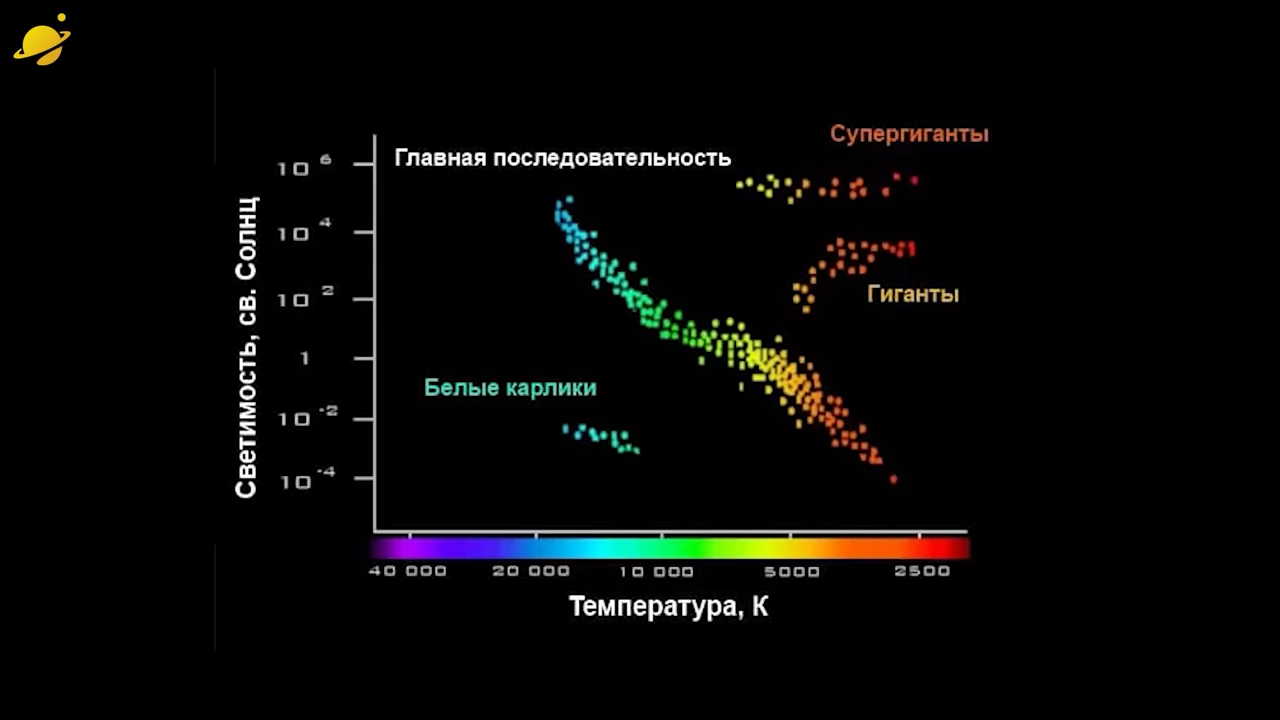 Супергиганты
Главная последовательность
10 6
10 4
10 2
1
10 -2
10 -4
Светимость, св. Солнц
Гиганты
Белые карлики
40 000 20 000 10 000 5000 2500
Температура, К